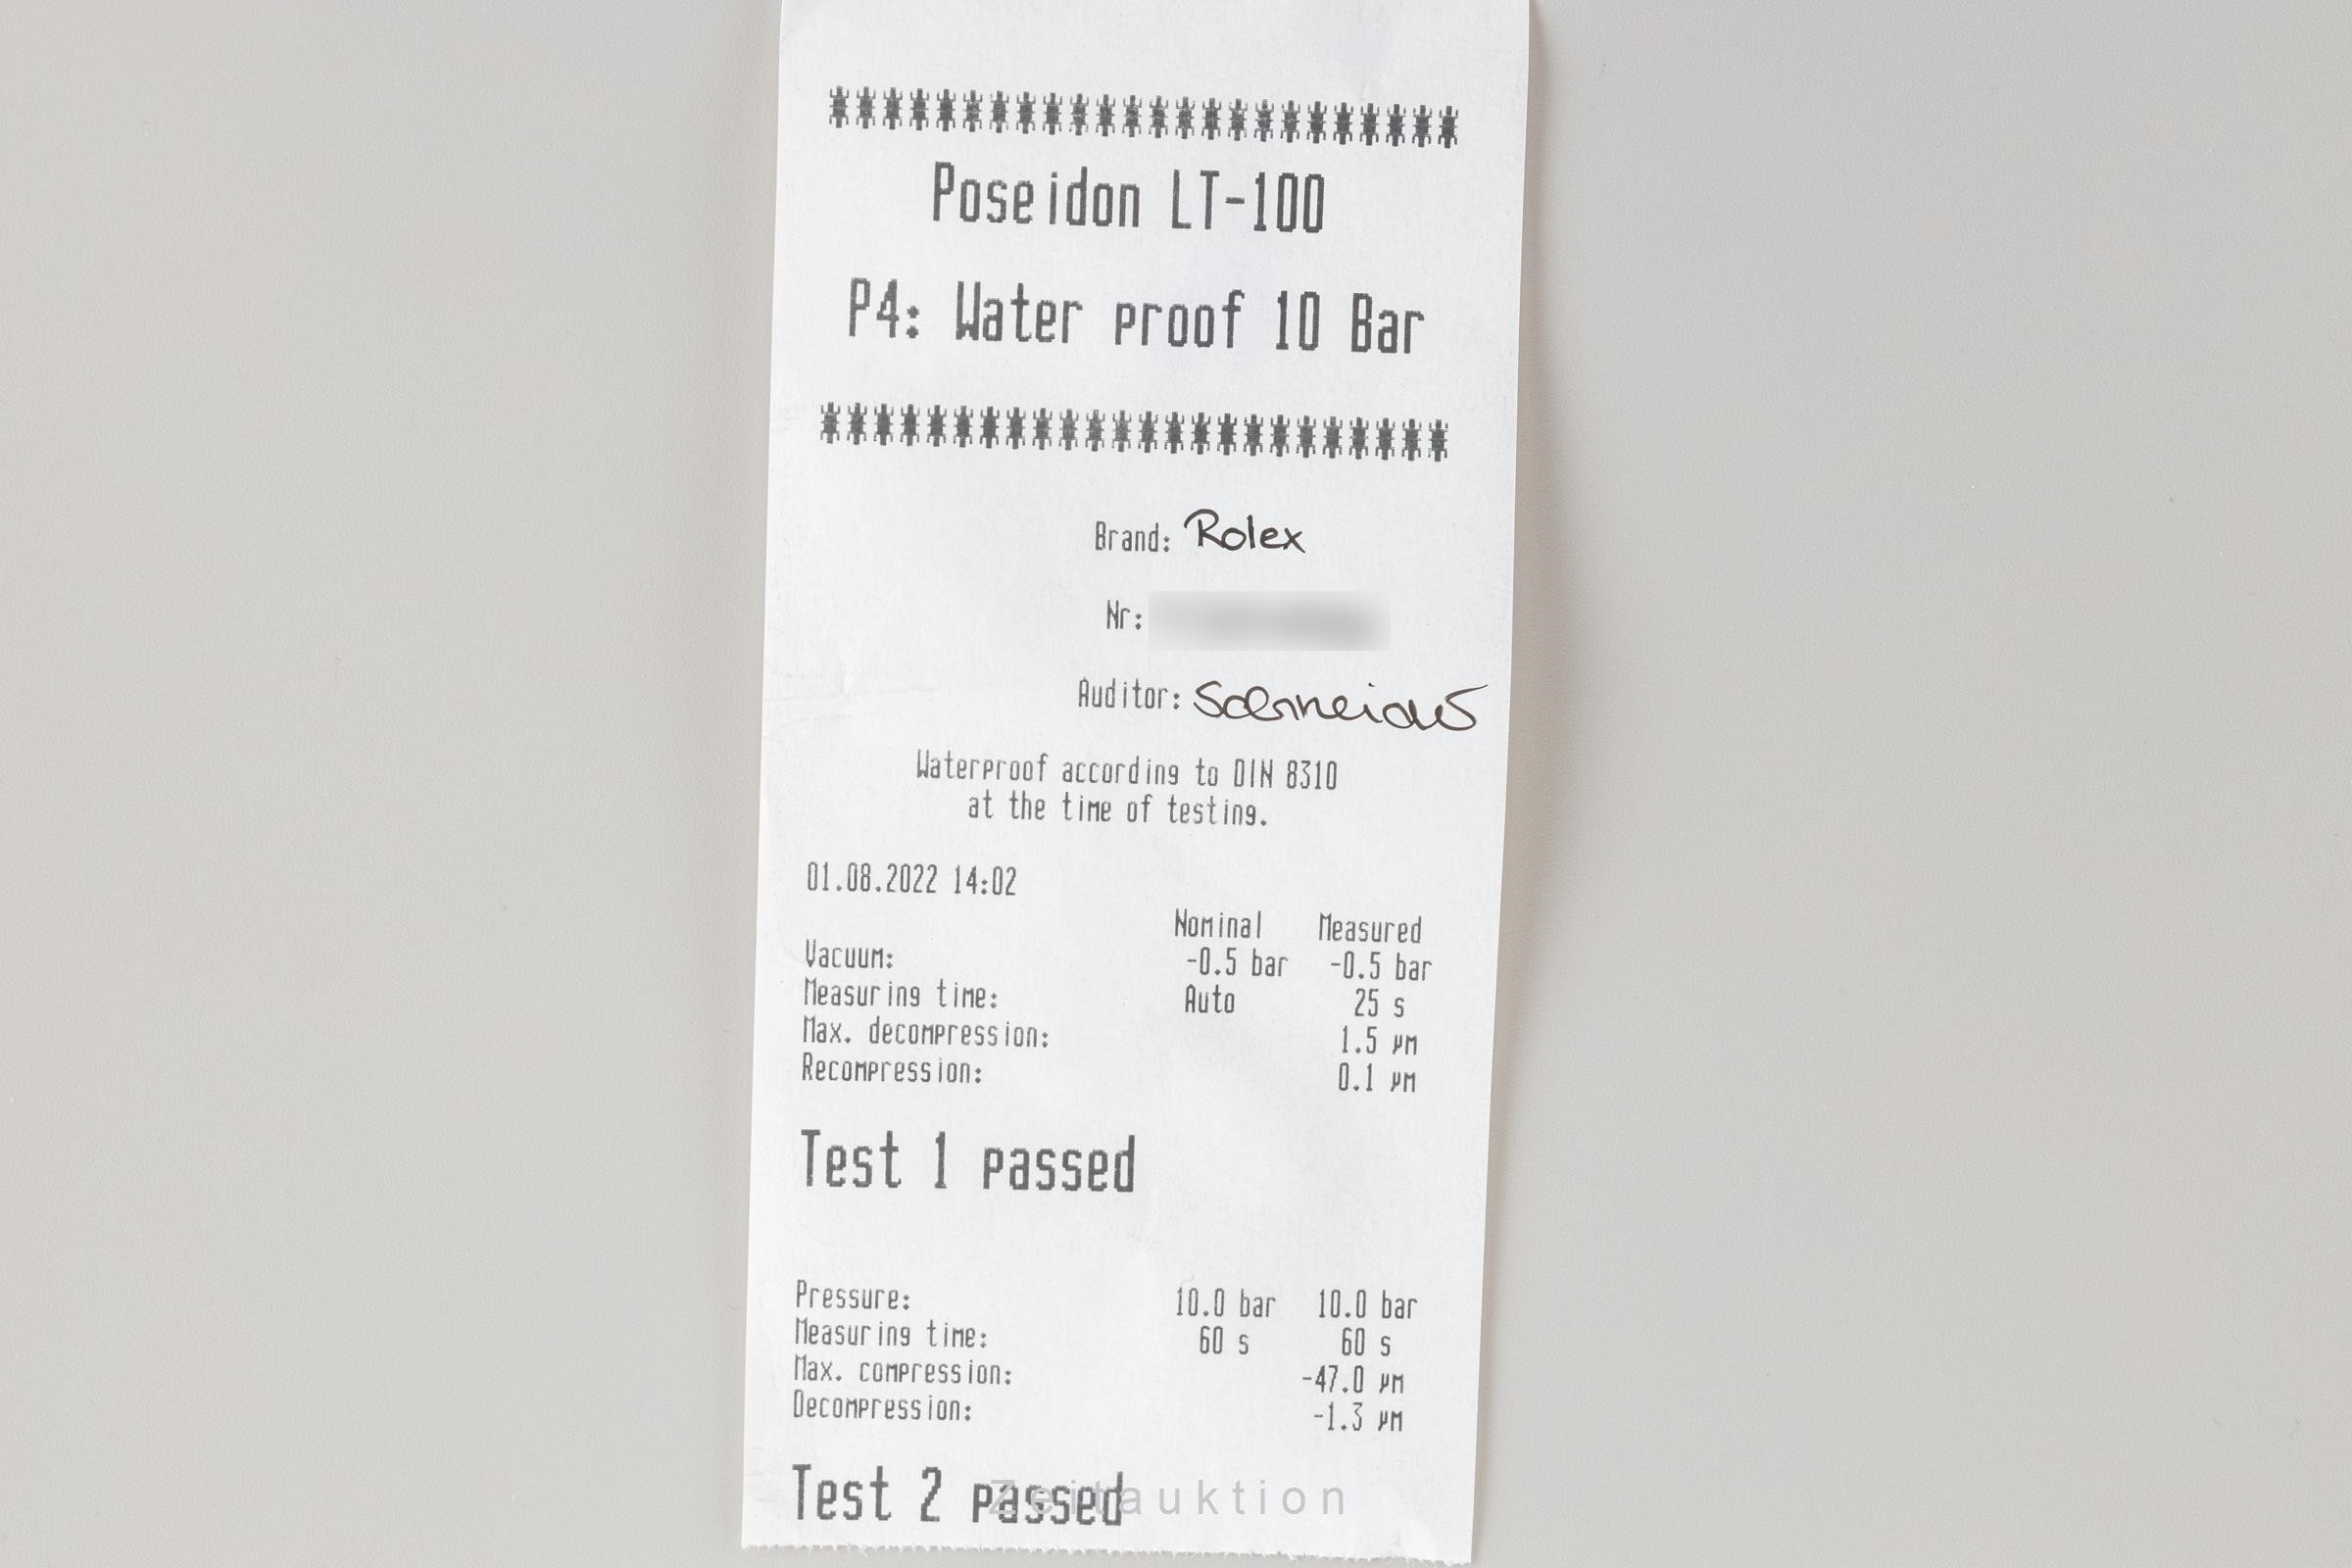 ************************
Poseidon LT-100
P4: Water proof 10 Bar
************************
Brand: Rolex
Nr:
Auditor:
Waterproof according to DIN 8310
at the time of testing.
01.08.2022 14:02
Nominal Measured
Vacuum: -0.5 bar -0.5 bar
Measuring time: Auto 25 s
Max. decompression: 1.5 µm
Recompression: 0.1 µm
Test 1 passed
Pressure: 10.0 bar 10.0 bar
Measuring time: 60 s 60 s
Max. compression: -47.0 µm
Decompression: -1.3 µm
Test 2 passed
Zeitauktion